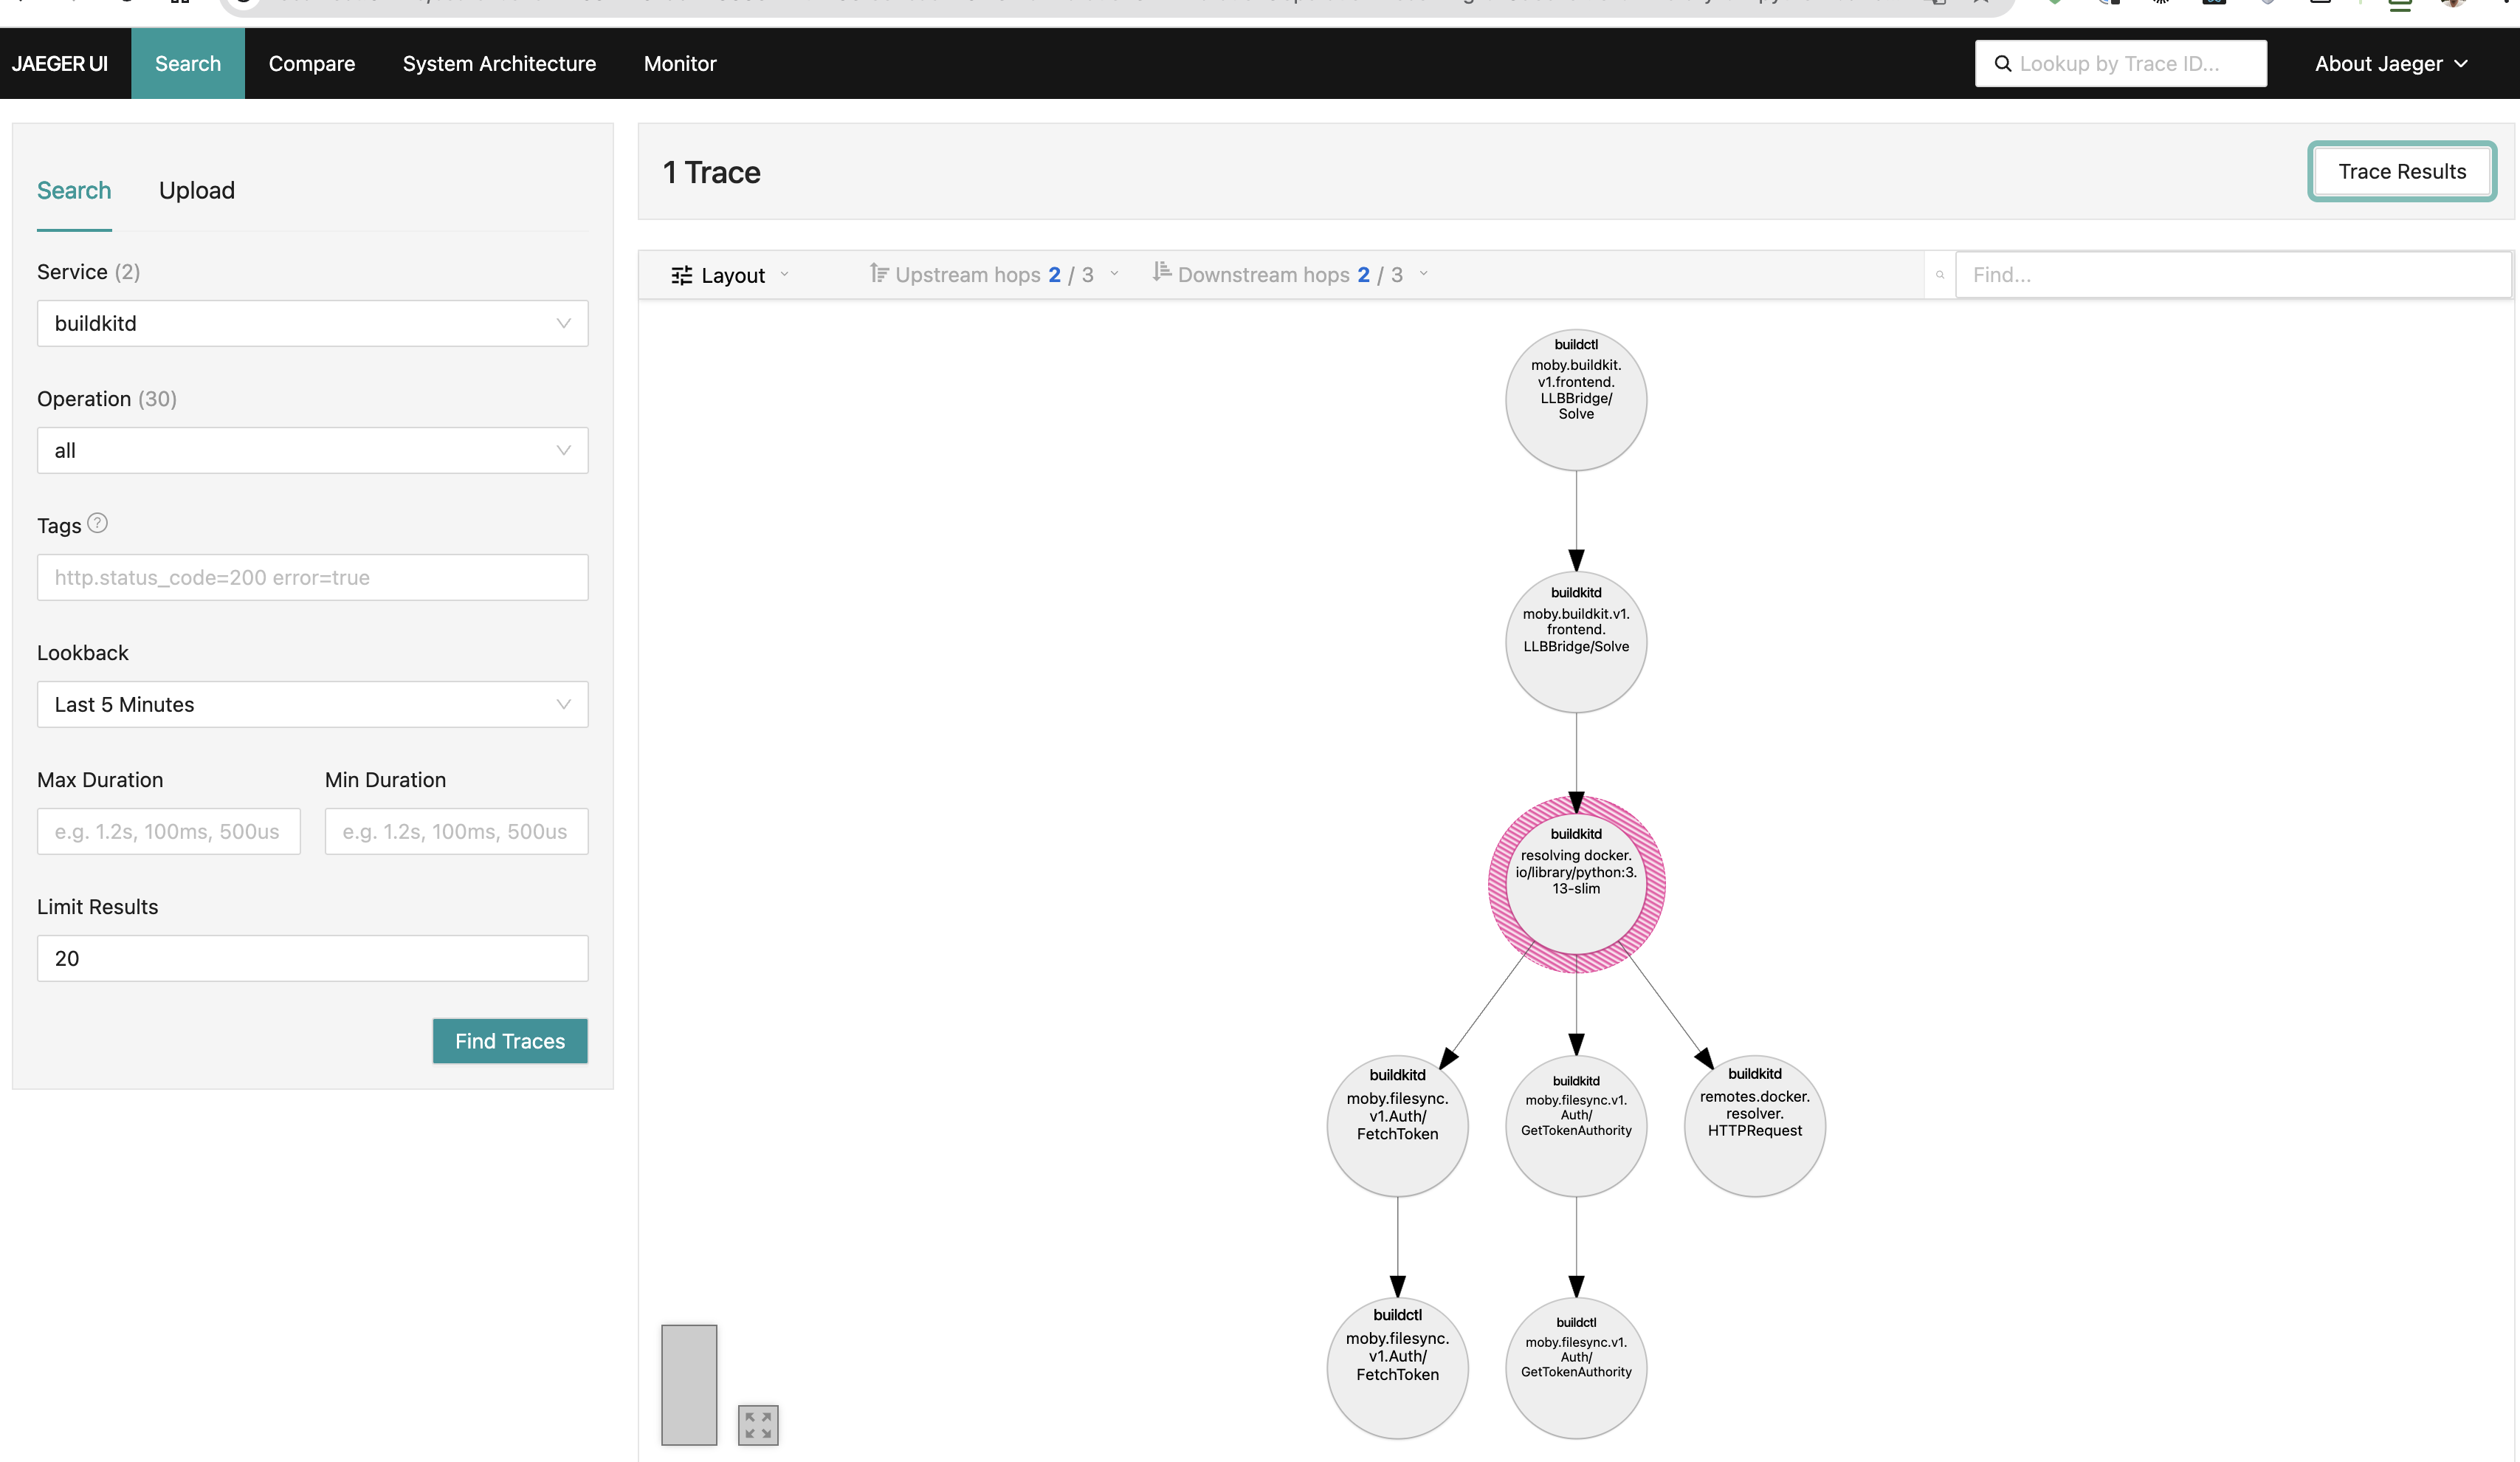 JAEGER UI
Search
Compare
System Architecture
Monitor
Lookup by Trace ID...
About Jaeger
Search
Upload
Service (2)
buildkitd
Operation (30)
all
Tags ?
http.status_code=200 error=true
Lookback
Last 5 Minutes
Max Duration
Min Duration
e.g. 1.2s, 100ms, 500us
e.g. 1.2s, 100ms, 500us
Limit Results
20
Find Traces
1 Trace
Trace Results
Layout
Upstream hops 2 / 3
Downstream hops 2 / 3
Find...
buildctl
moby.buildkit.
v1.frontend.
LLBBridge/
Solve
buildkitd
moby.buildkit.v1.
frontend.
LLBBridge/Solve
buildkitd
resolving docker.
io/library/python:3.
13-slim
buildkitd
moby.filesync.
v1.Auth/
FetchToken
buildkitd
moby.filesync.v1.
Auth/
GetTokenAuthority
buildkitd
remotes.docker.
resolver.
HTTPRequest
buildctl
moby.filesync.
v1.Auth/
FetchToken
buildctl
moby.filesync.v1.
Auth/
GetTokenAuthority